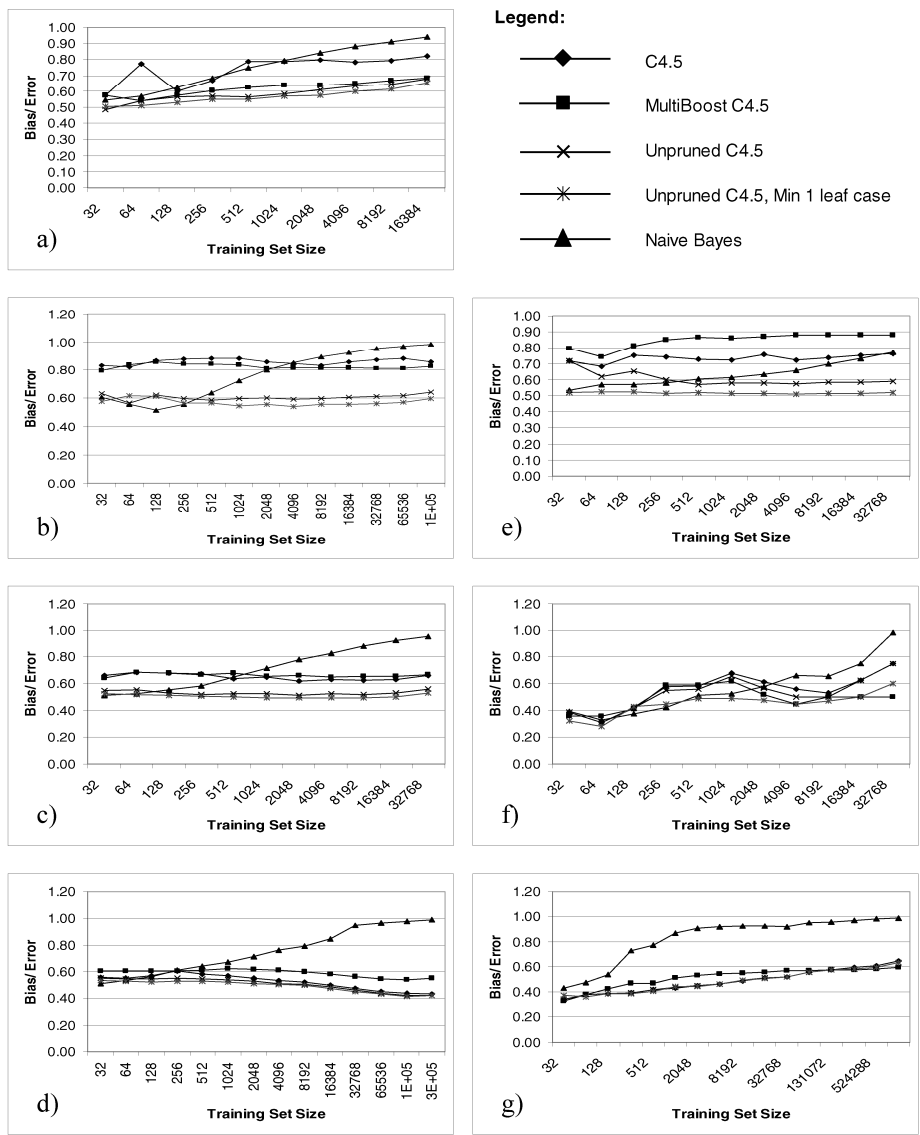 Legend:
C4.5
MultiBoost C4.5
Unpruned C4.5
Unpruned C4.5, Min 1 leaf case
Naive Bayes
a)
Bias/ Error
1.00
0.90
0.80
0.70
0.60
0.50
0.40
0.30
0.20
0.10
0.00
32 64 128 256 512 1024 2048 4096 8192 16384
Training Set Size
b)
Bias/ Error
1.20
1.00
0.80
0.60
0.40
0.20
0.00
32 64 128 256 512 1024 2048 4096 8192 16384 32768 65536 1E+05
Training Set Size
e)
Bias/ Error
1.00
0.90
0.80
0.70
0.60
0.50
0.40
0.30
0.20
0.10
0.00
32 64 128 256 512 1024 2048 4096 8192 16384 32768
Training Set Size
c)
Bias/ Error
1.20
1.00
0.80
0.60
0.40
0.20
0.00
32 64 128 256 512 1024 2048 4096 8192 16384 32768
Training Set Size
f)
Bias/ Error
1.20
1.00
0.80
0.60
0.40
0.20
0.00
32 64 128 256 512 1024 2048 4096 8192 16384 32768
Training Set Size
d)
Bias/ Error
1.20
1.00
0.80
0.60
0.40
0.20
0.00
32 64 128 256 512 1024 2048 4096 8192 16384 32768 65536 1E+05 3E+05
Training Set Size
g)
Bias/ Error
1.20
1.00
0.80
0.60
0.40
0.20
0.00
32 128 512 2048 8192 32768 131072 524288
Training Set Size